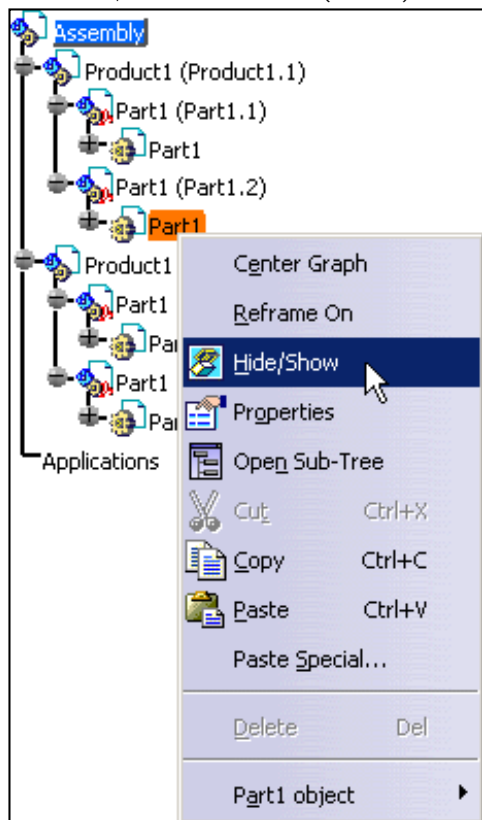 Assembly
Product1 (Product1.1)
Part1 (Part1.1)
Part1
Part1 (Part1.2)
Part1
Product1
Part1
Pa
Part1
Pa
Applications
Center Graph
Reframe On
Hide/Show
Properties
Open Sub-Tree
Cut Ctrl+X
Copy Ctrl+C
Paste Ctrl+V
Paste Special...
Delete Del
Part1 object